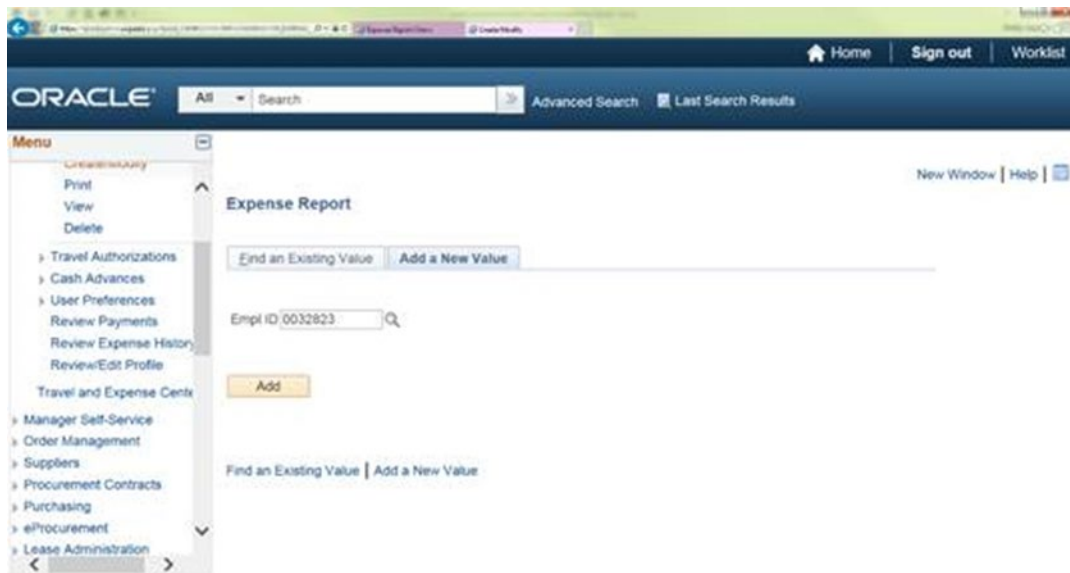 Home | Sign out | Worklist
ORACLE All Search Advanced Search Last Search Results
Menu
New Window | Help |
Create/Modify
Print
View
Delete
Travel Authorizations
Cash Advances
User Preferences
Review Payments
Review Expense History
Review/Edit Profile
Travel and Expense Cente
Manager Self-Service
Order Management
Suppliers
Procurement Contracts
Purchasing
eProcurement
Lease Administration
Expense Report
Find an Existing Value Add a New Value
Empl ID 0032823
Add
Find an Existing Value | Add a New Value